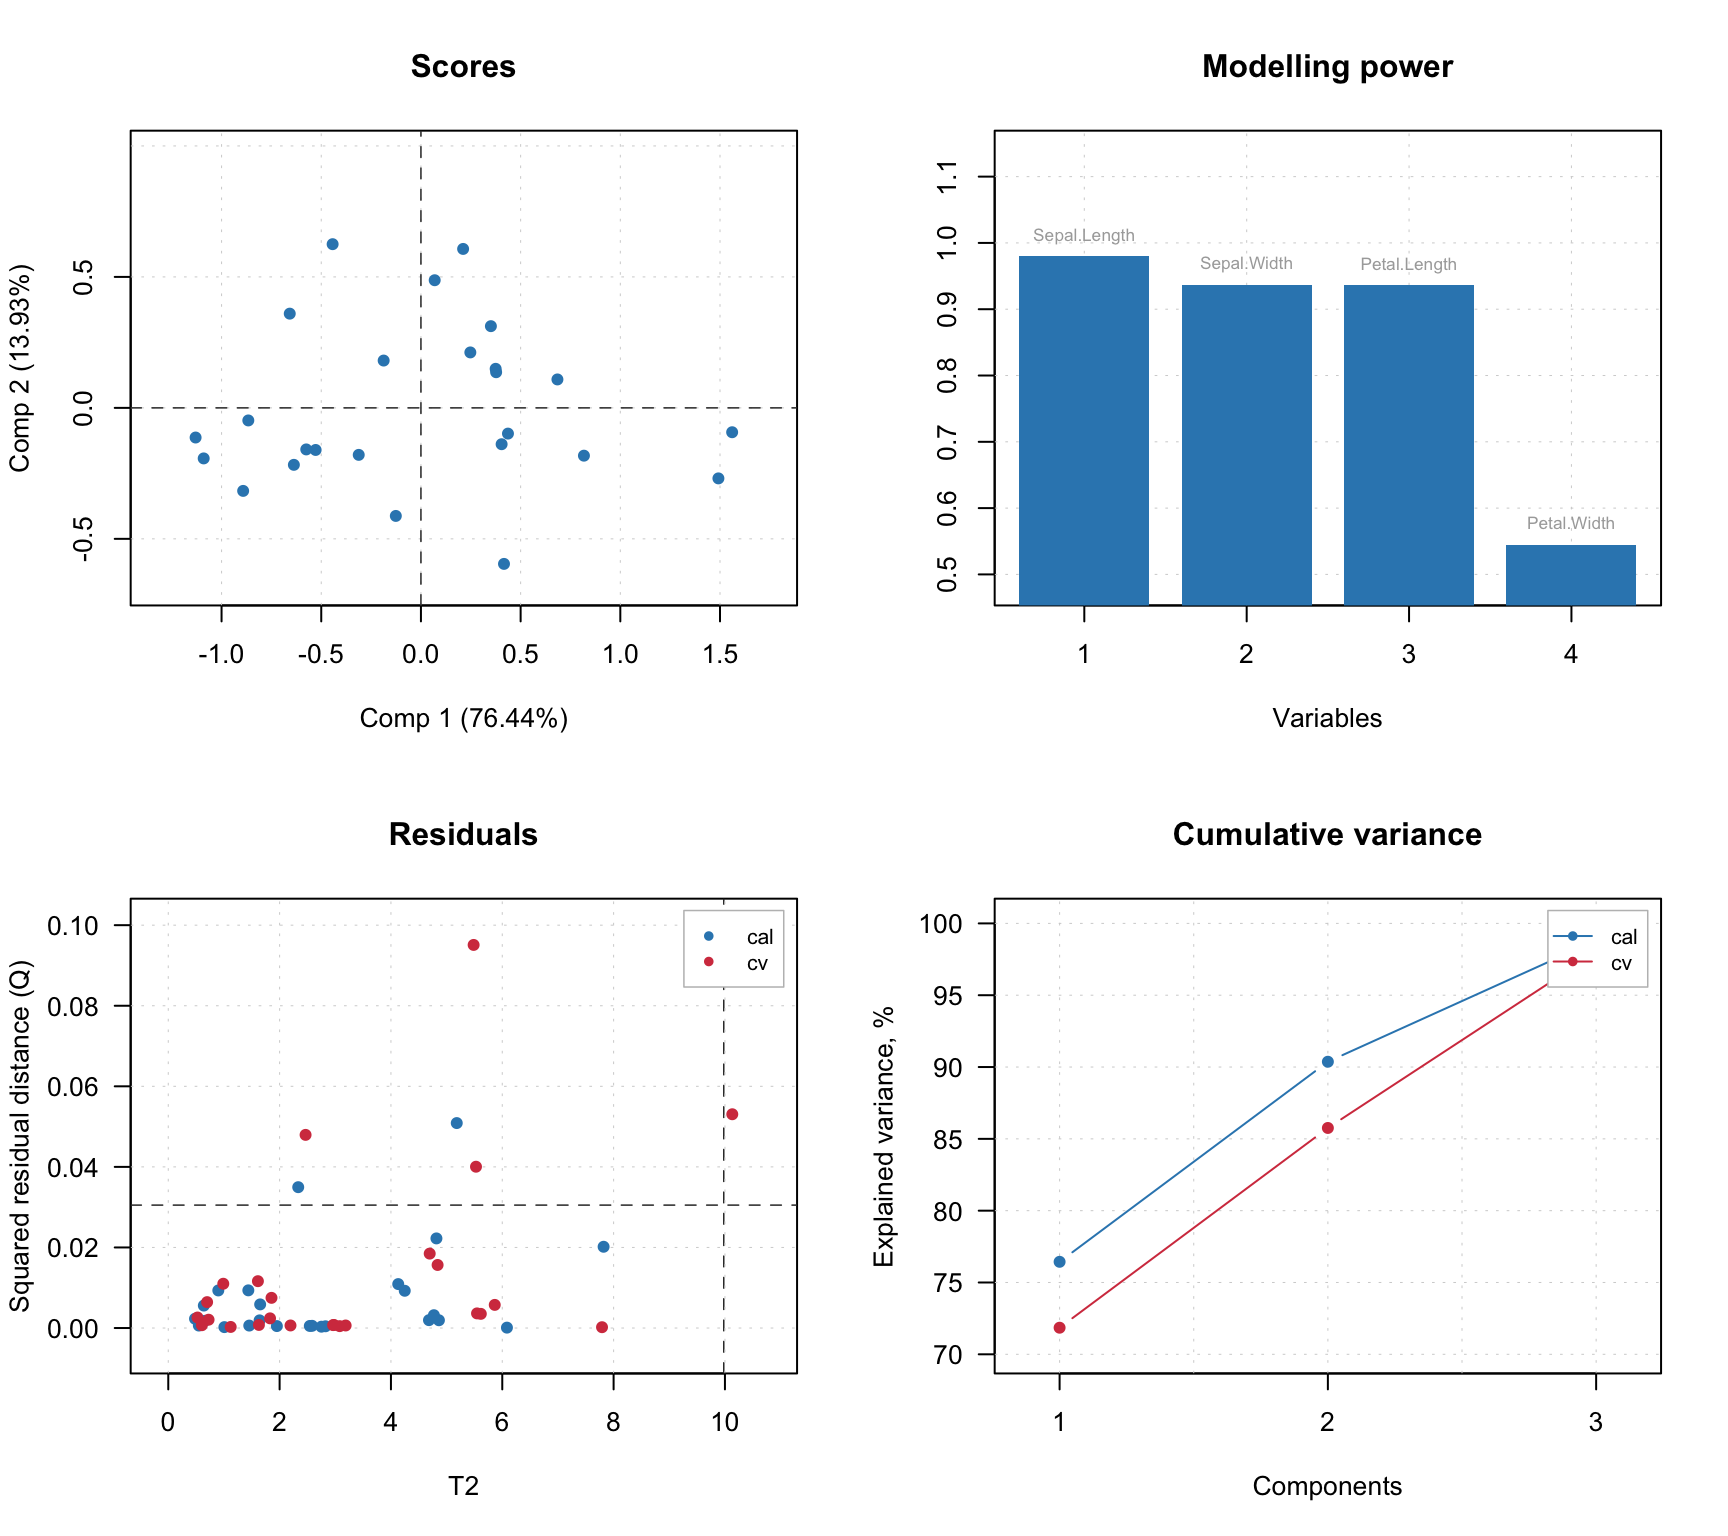 Scores
Comp 2 (13.93%)
0.5
0.0
-0.5
-1.0 -0.5 0.0 0.5 1.0 1.5
Comp 1 (76.44%)
Modelling power
1.1
1.0
0.9
0.8
0.7
0.6
0.5
Sepal.Length
Sepal.Width
Petal.Length
Petal.Width
1 2 3 4
Variables
Residuals
Squared residual distance (Q)
0.10
0.08
0.06
0.04
0.02
0.00
cal
cv
0 2 4 6 8 10
T2
Cumulative variance
Explained variance, %
100
95
90
85
80
75
70
cal
cv
1 2 3
Components